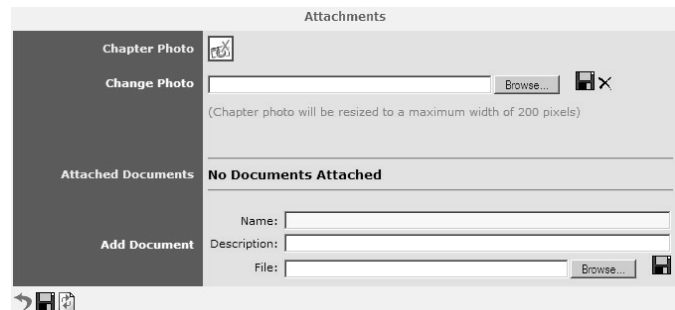 Attachments
Chapter Photo
Change Photo Browse...
(Chapter photo will be resized to a maximum width of 200 pixels)
Attached Documents No Documents Attached
Name:
Add Document Description:
File: Browse...